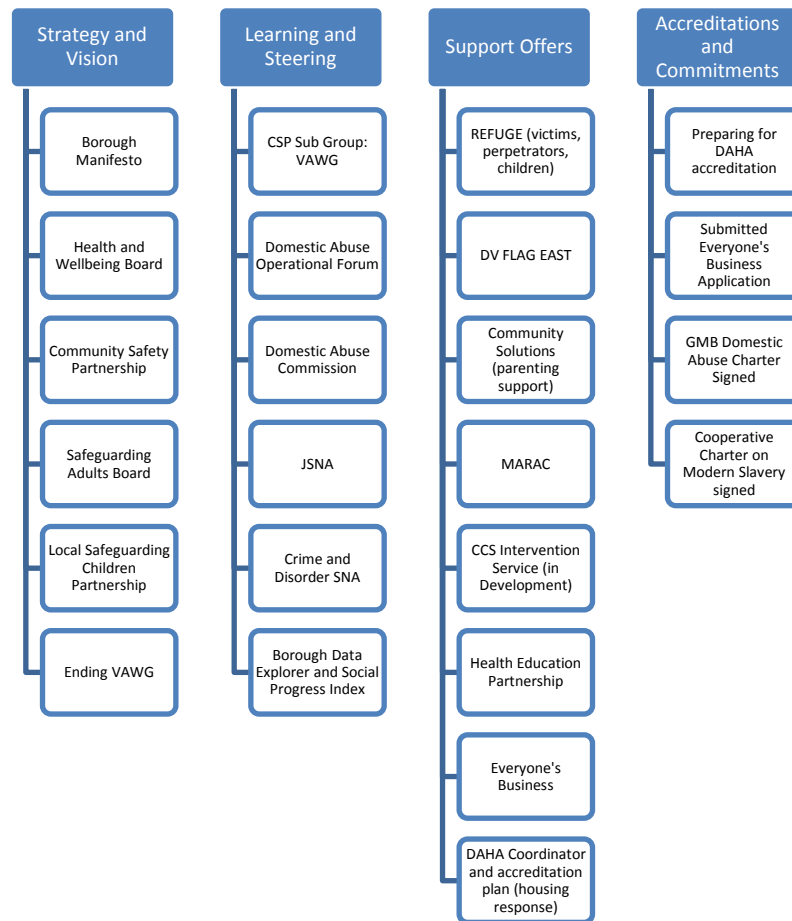 Strategy and
Vision
Borough
Manifesto
Health and
Wellbeing Board
Community Safety
Partnership
Safeguarding
Adults Board
Local Safeguarding
Children
Partnership
Ending VAWG
Learning and
Steering
CSP Sub Group:
VAWG
Domestic Abuse
Operational Forum
Domestic Abuse
Commission
JSNA
Crime and
Disorder SNA
Borough Data
Explorer and Social
Progress Index
Support Offers
REFUGE (victims,
perpetrators,
children)
DV FLAG EAST
Community
Solutions
(parenting
support)
MARAC
CCS Intervention
Service (in
Development)
Health Education
Partnership
Everyone's
Business
DAHA Coordinator
and accreditation
plan (housing
response)
Accreditations
and
Commitments
Preparing for
DAHA
accreditation
Submitted
Everyone's
Business
Application
GMB Domestic
Abuse Charter
Signed
Cooperative
Charter on
Modern Slavery
signed